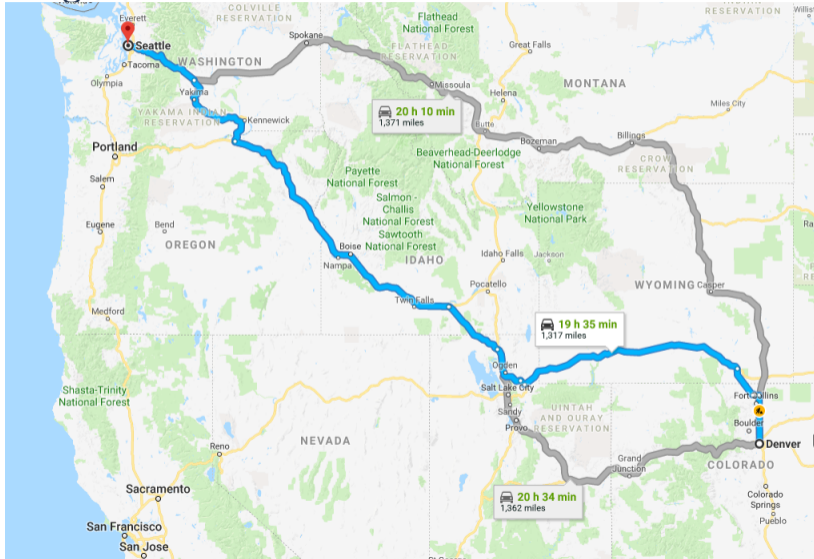 Everett
COLVILLE
RESERVATION
Flathead
National Forest
RESERVATION
Willis
Seattle
Spokane
FLATHEAD
RESERVATION
Great Falls
Tacoma
WASHINGTON
Olympia
Missoula
MONTANA
Helena
Yakima
YAKAMA INDIAN
RESERVATION
Kennewick
20 h 10 min
1,371 miles
Miles City
Butte
Bozeman
Billings
Portland
Beaverhead-Deerlodge
National Forest
CROW
RESERVATION
Salem
Payette
National Forest
Salmon -
Challis
National Forest
Sawtooth
National Forest
Yellowstone
National Park
Eugene
Bend
OREGON
Boise
Nampa
IDAHO
Idaho Falls
Jackson
Pocatello
WYOMING
Casper
Twin Falls
Medford
19 h 35 min
1,317 miles
Ogden
Salt Lake City
Shasta-Trinity
National Forest
Sandy
Provo
UINTAH
AND OURAY
RESERVATION
Fort Collins
Boulder
Denver
Reno
NEVADA
Grand
Junction
COLORADO
Sacramento
20 h 34 min
1,362 miles
Colorado
Springs
Pueblo
San Francisco
San Jose